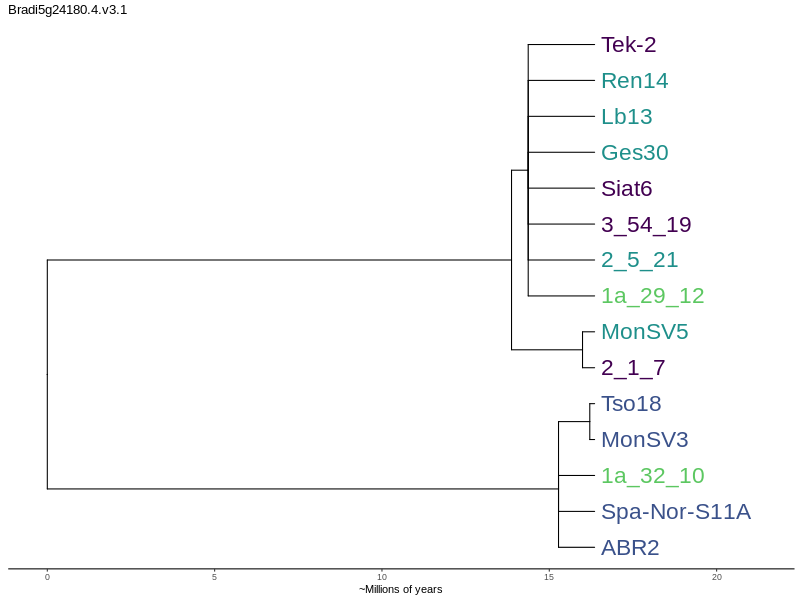 Bradi5g24180.4.v3.1
Tek-2
Ren14
Lb13
Ges30
Siat6
3_54_19
2_5_21
1a_29_12
MonSV5
2_1_7
Tso18
MonSV3
1a_32_10
Spa-Nor-S11A
ABR2
0 5 10 15 20
~Millions of years